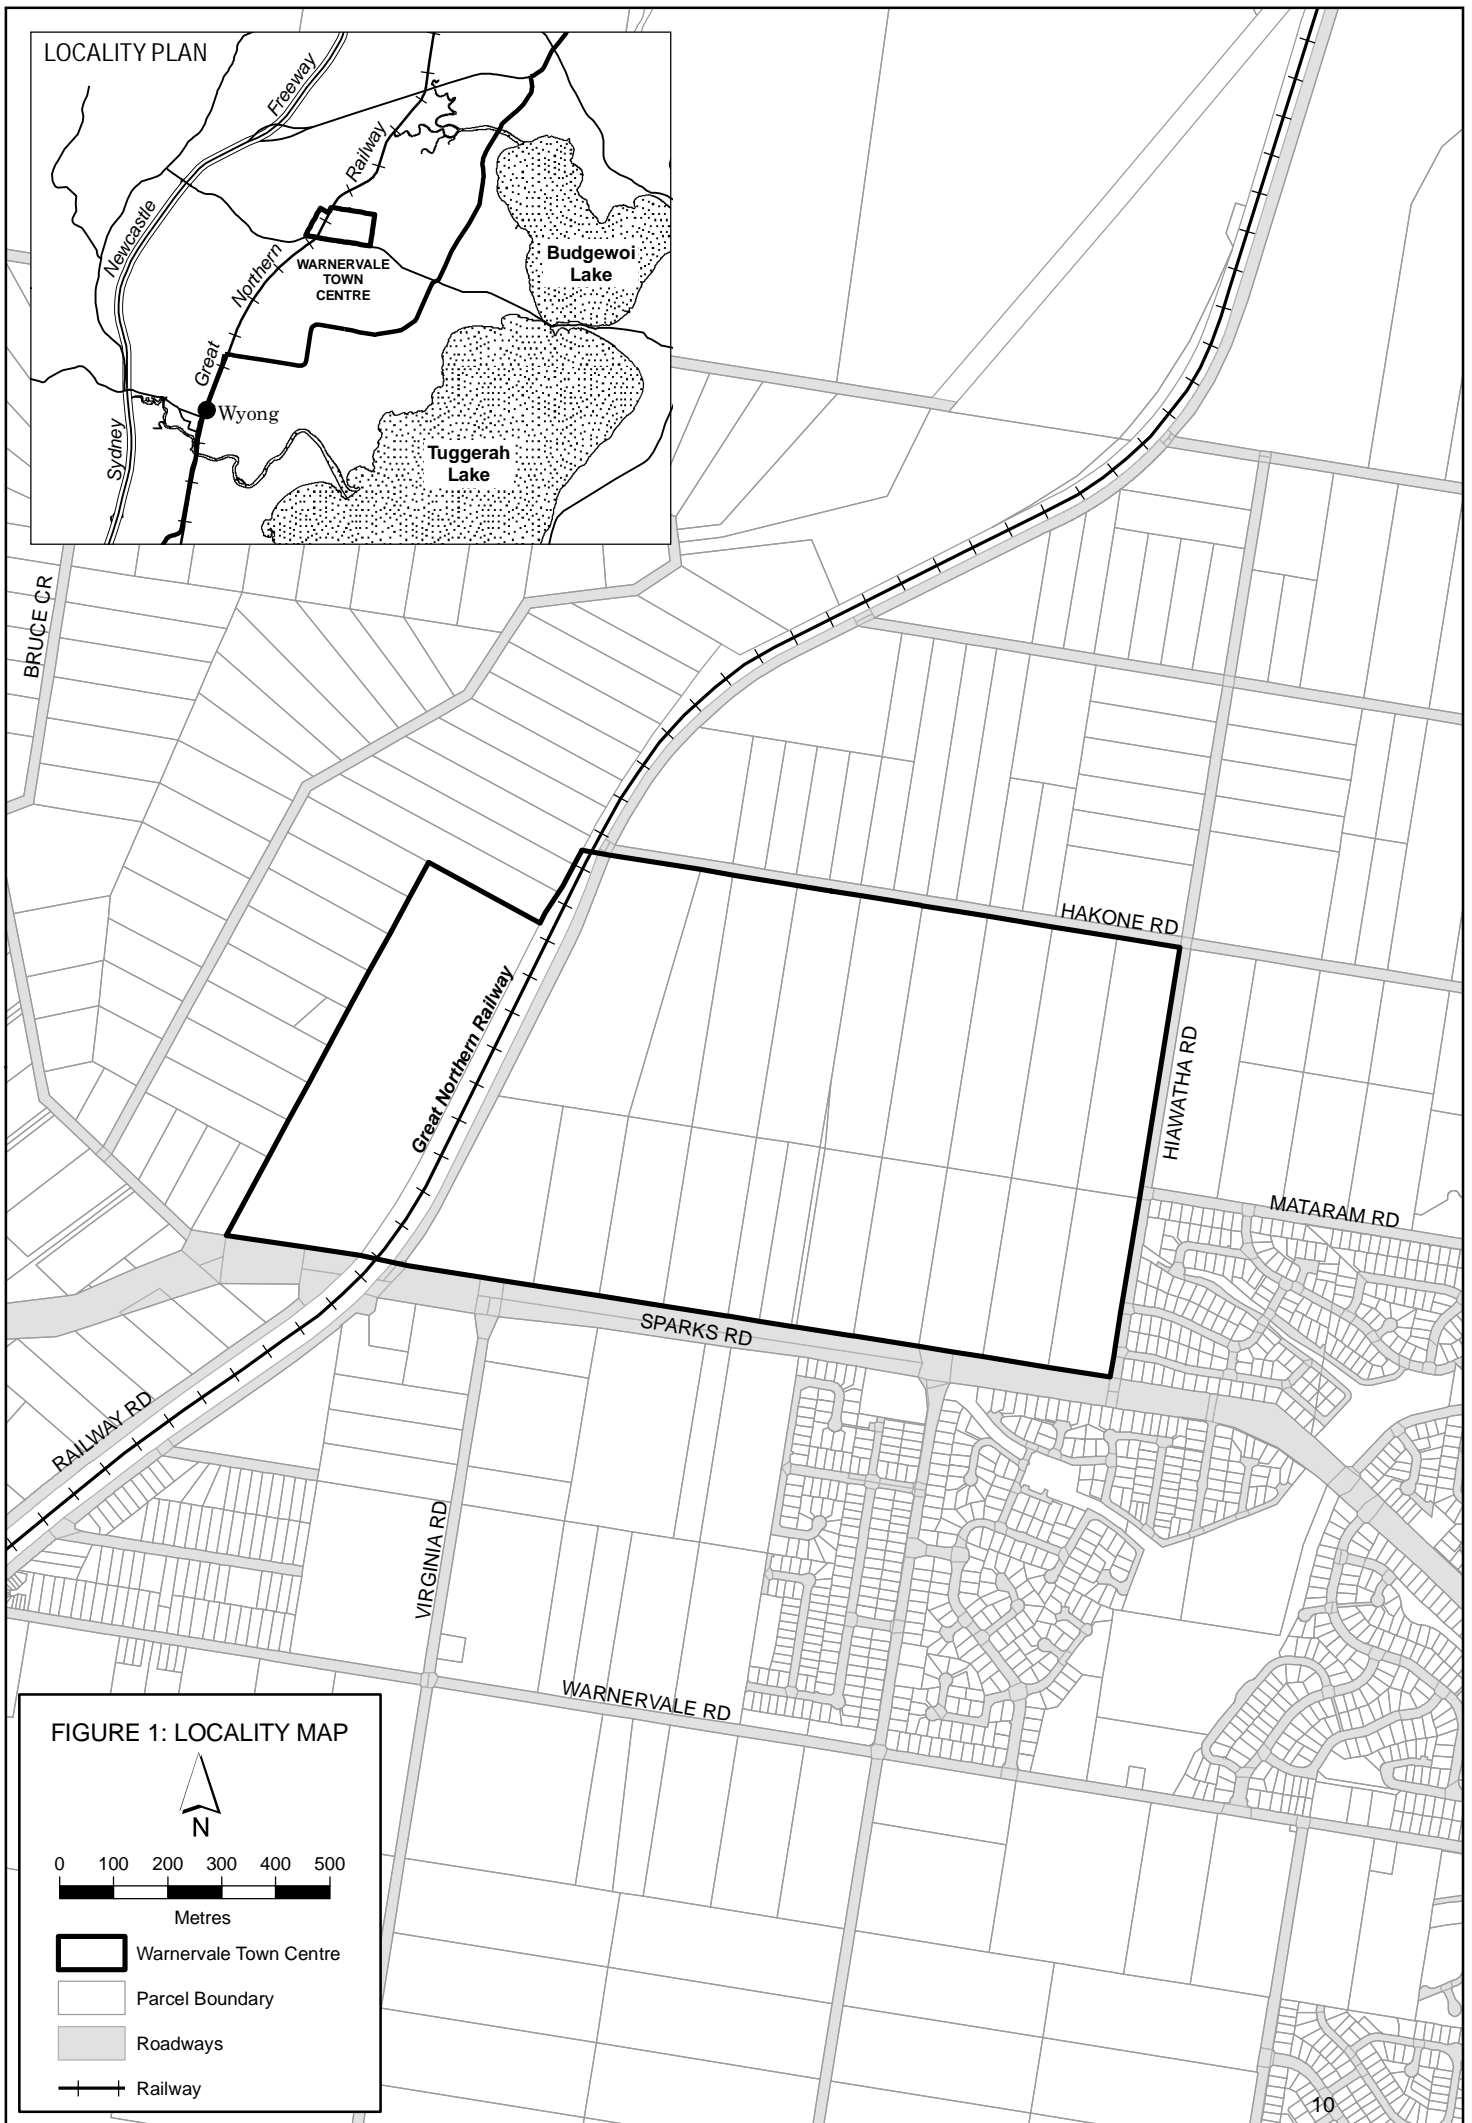 LOCALITY PLAN
Freeway
Newcastle
Sydney
Railway
Northern
Great
WARNERVALE
TOWN
CENTRE
Budgewoi
Lake
Wyong
Tuggerah
Lake
BRUCE CR
HAKONE RD
Great Northern Railway
HIAWATHA RD
MATARAM RD
SPARKS RD
RAILWAY RD
VIRGINIA RD
WARNERVALE RD
FIGURE 1: LOCALITY MAP
N
0 100 200 300 400 500
Metres
Warnervale Town Centre
Parcel Boundary
Roadways
Railway
10